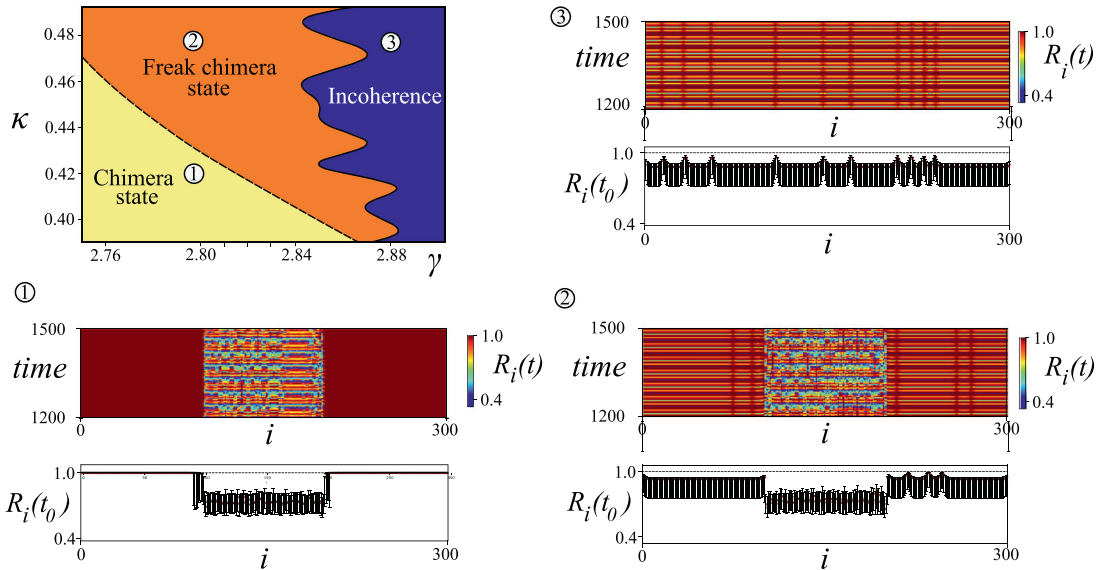 0.48
0.46
κ
0.44
0.42
0.40
②
Freak chimera
state
③
Incoherence
①
Chimera
state
2.76
2.80
2.84
2.88
γ
③
1500
time
1200
i
1.0
0.4
R_i(t)
1.0
R_i(t_0)
0.4
0
i
300
①
1500
time
1200
0
i
300
1.0
0.4
R_i(t)
1.0
R_i(t_0)
0.4
0
i
300
②
1500
time
1200
0
i
300
1.0
0.4
R_i(t)
1.0
R_i(t_0)
0.4
0
i
300